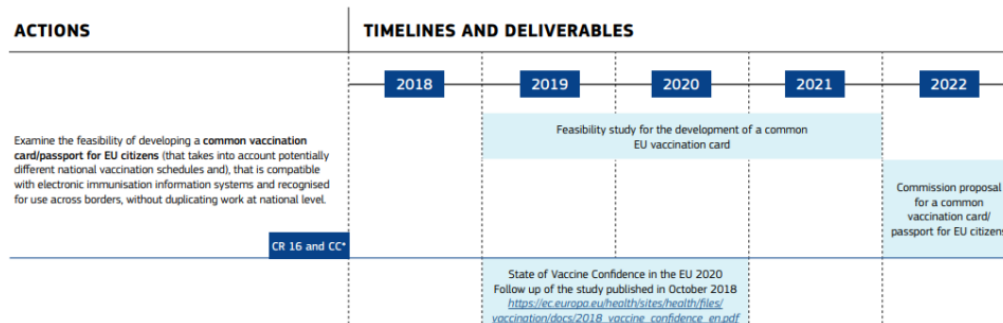 ACTIONS
TIMELINES AND DELIVERABLES
2018
2019
2020
2021
2022
Examine the feasibility of developing a common vaccination
card/passport for EU citizens (that takes into account potentially
different national vaccination schedules and), that is compatible
with electronic immunisation information systems and recognised
for use across borders, without duplicating work at national level.
CR 16 and CC*
Feasibility study for the development of a common
EU vaccination card
Commission proposal
for a common
vaccination card/
passport for EU citizens
State of Vaccine Confidence in the EU 2020
Follow up of the study published in October 2018
https://ec.europa.eu/health/sites/health/files/
vaccination/docs/2018_vaccine_confidence_en.pdf